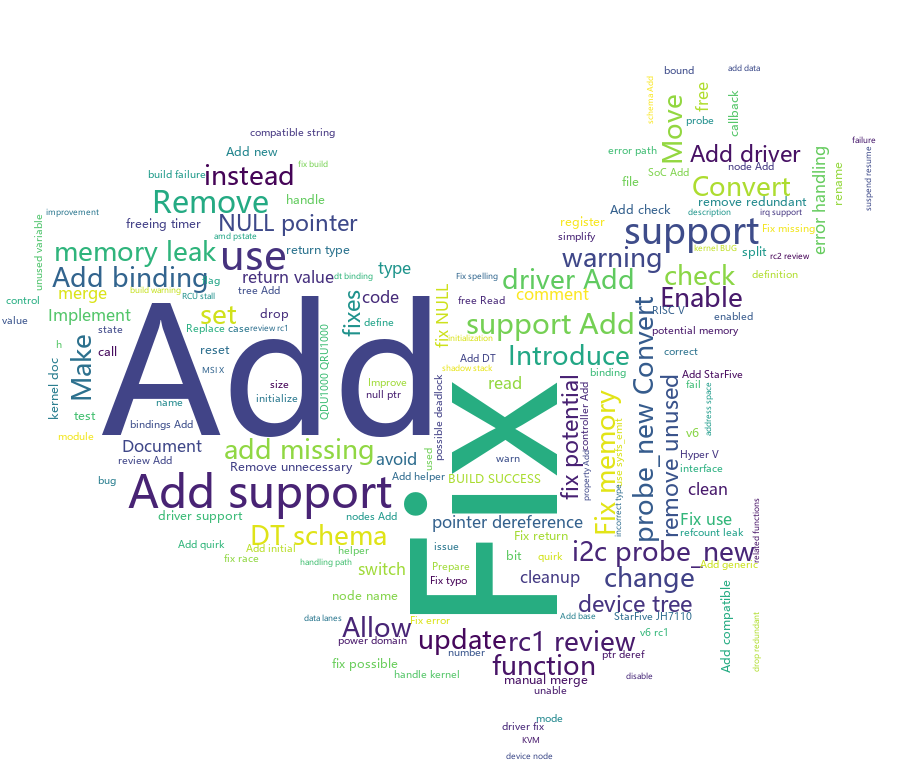 bound
add data
schema Add
free
Move
callback
probe
compatible string
Add new
fix build
build failure
instead
error path
Add driver
failure
node Add
SoC Add
error handling
rename
suspend resume
file
Convert
Remove
handle
remove redundant
improvement
unused variable
freeing timer
NULL pointer
Add check
description
irq support
register
support
Fix missing
simplify
amd pstate
memory leak
use
return type
warning
kernel BUG
split
rc2 review
Add binding
flag
return value
dt binding
type
Fix spelling
driver Add
check
definition
RCU stall
control
merge
build warning
tree Add
code
fix NULL
free Read
comment
Enable
value
Implement
set
drop
fixes
define
support Add
RISC V
enabled
state
Replace case
review rc1
potential memory
h
Make
call
Add
QDU1000 QRU1000
initialization
reset
Add DT
Introduce
correct
kernel doc
MSI X
size
Improve
shadow stack
binding
Add StarFive
initialize
null ptr
read
fail
name
test
possible deadlock
Fix
fix potential
controller Add
Fix memory
probe_new Convert
remove unused
address space
bindings Add
v6
module
Document
add missing
avoid
used
warn
property Add
use sysfs_emit
Hyper V
review Add
Remove unnecessary
interface
bug
Add support
Add helper
BUILD SUCCESS
incorrect type
clean
driver support
nodes Add
pointer dereference
Fix use
related functions
DT schema
Fix return
refcount leak
Add quirk
Add initial
helper
issue
bit
quirk
i2c probe_new
fix race
handling path
switch
Prepare
Add generic
Fix typo
cleanup
change
node name
device tree
Add compatible
data lanes
Allow
Fix error
Add base
StarFive JH7110
drop redundant
power domain
update
rc1 review
v6 rc1
fix possible
number
function
ptr deref
handle kernel
manual merge
disable
unable
mode
driver fix
KVM
device node